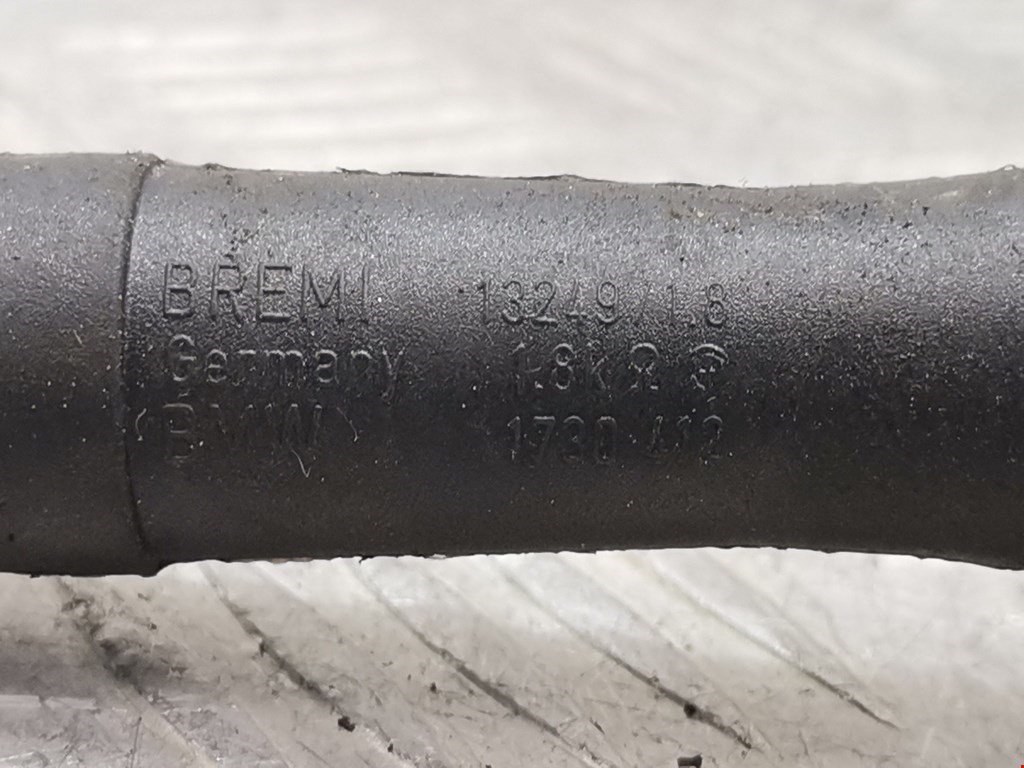 BREMI 13249/1.8
Germany 1.8kΩ
BMW 1730 412